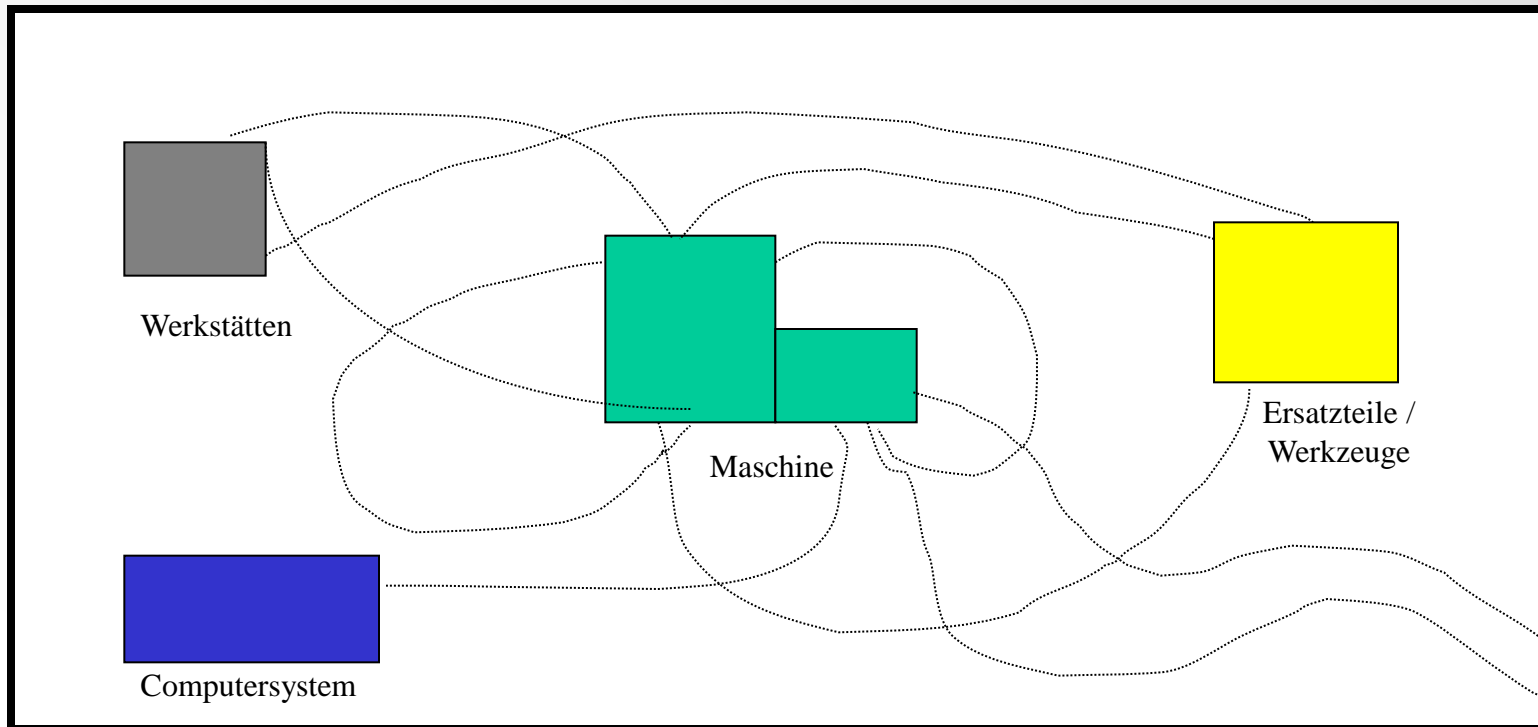 Werkstätten
Ersatzteile /
Werkzeuge
Maschine
Computersystem